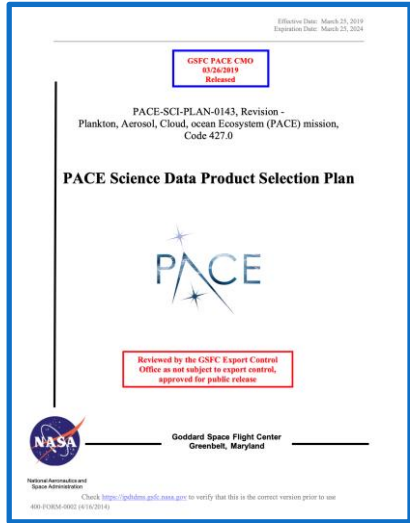 Effective Date: March 25, 2019
Expiration Date: March 25, 2024
GSFC PACE CMO
03/26/2019
Released
PACE-SCI-PLAN-0143, Revision -
Plankton, Aerosol, Cloud, ocean Ecosystem (PACE) mission,
Code 427.0
PACE Science Data Product Selection Plan
PACE
Reviewed by the GSFC Export Control
Office as not subject to export control,
approved for public release
NASA
Goddard Space Flight Center
Greenbelt, Maryland
National Aeronautics and
Space Administration
Check https://ipdtdms.gsfc.nasa.gov to verify that this is the correct version prior to use
400-FORM-0002 (4/16/2014)